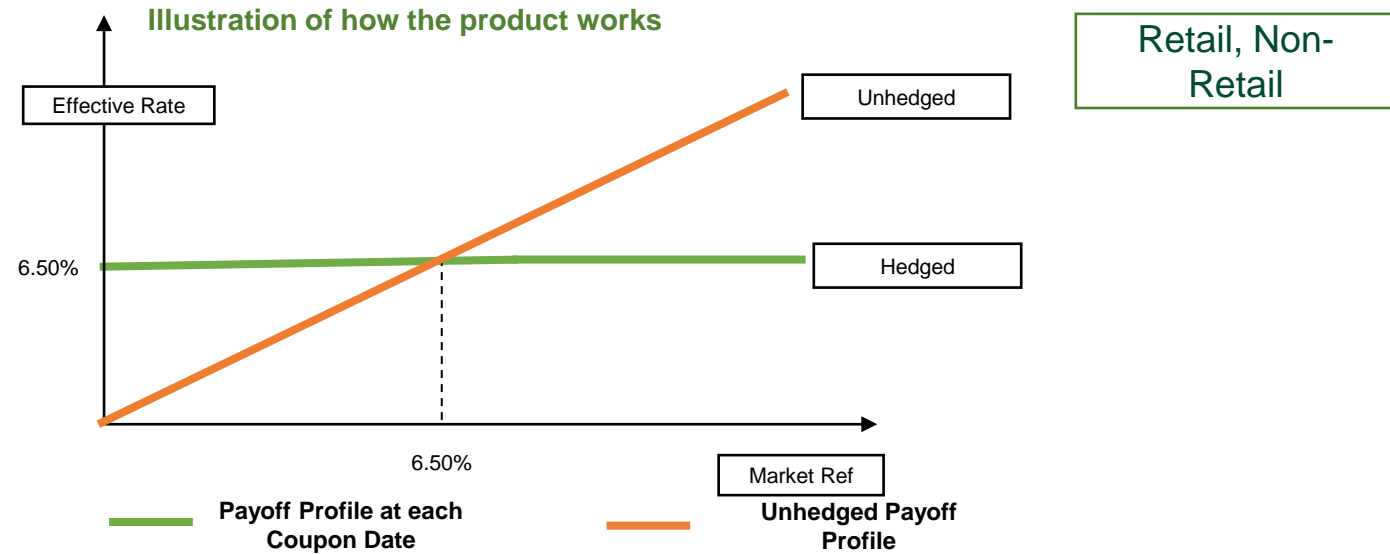 Illustration of how the product works
Retail, Non-
Retail
Effective Rate
Unhedged
6.50%
Hedged
6.50%
Market Ref
Payoff Profile at each
Coupon Date
Unhedged Payoff
Profile